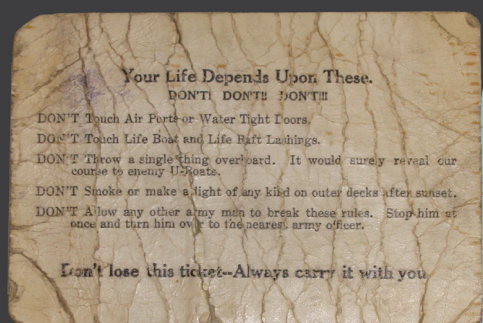 Your Life Depends Upon These.
DON'T! DON'T!! DON'T!!!
DON'T Touch Air Ports or Water Tight Doors.
DON'T Touch Life Boat and Life Raft Lashings.
DON'T Throw a single thing overboard. It would surely reveal our
course to enemy U-Boats.
DON'T Smoke or make a light of any kind on outer decks after sunset.
DON'T Allow any other army man to break these rules. Stop him at
once and turn him over to the nearest army officer.
Don't lose this ticket--Always carry it with you